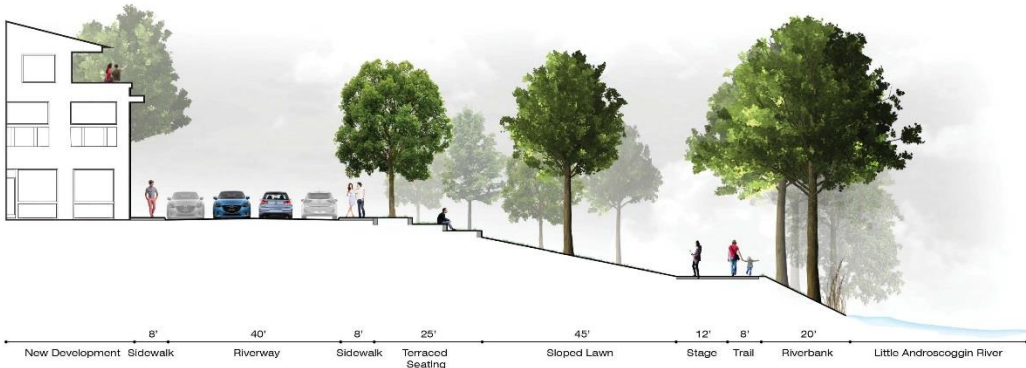 8' 40' 8' 25' 45' 12' 8' 20'
New Development Sidewalk Riverway Sidewalk Terraced Seating Sloped Lawn Stage Trail Riverbank Little Androscoggin River